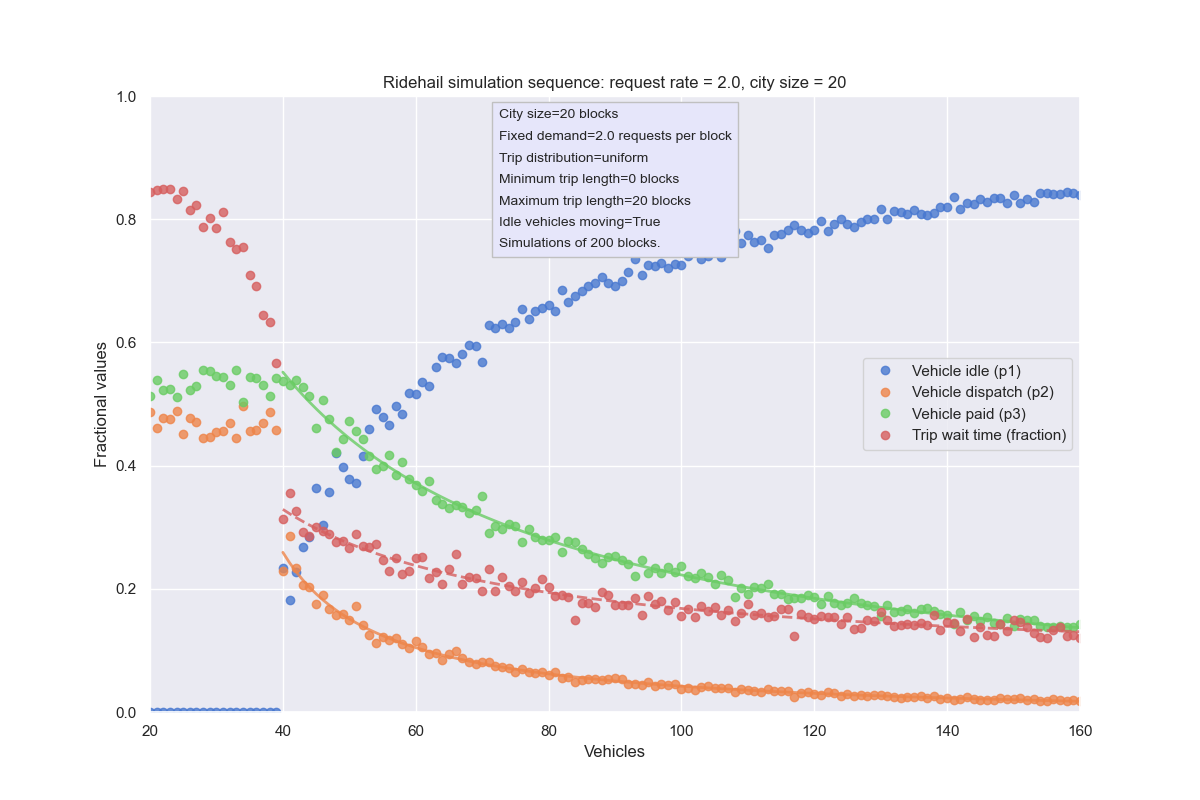 Ridehail simulation sequence: request rate = 2.0, city size = 20
1.0
0.8
0.6
0.4
0.2
0.0
Fractional values
City size=20 blocks
Fixed demand=2.0 requests per block
Trip distribution=uniform
Minimum trip length=0 blocks
Maximum trip length=20 blocks
Idle vehicles moving=True
Simulations of 200 blocks.
Vehicle idle (p1)
Vehicle dispatch (p2)
Vehicle paid (p3)
Trip wait time (fraction)
20 40 60 80 100 120 140 160
Vehicles